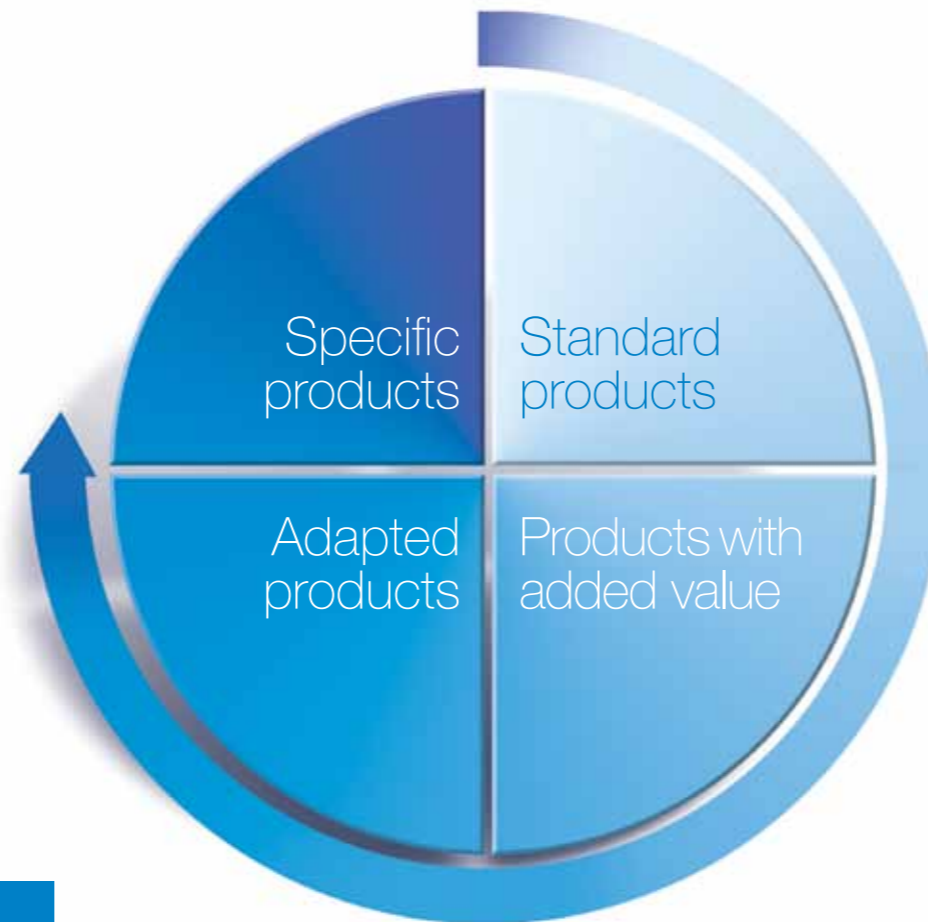 Specific
products
Standard
products
Adapted
products
Products with
added value